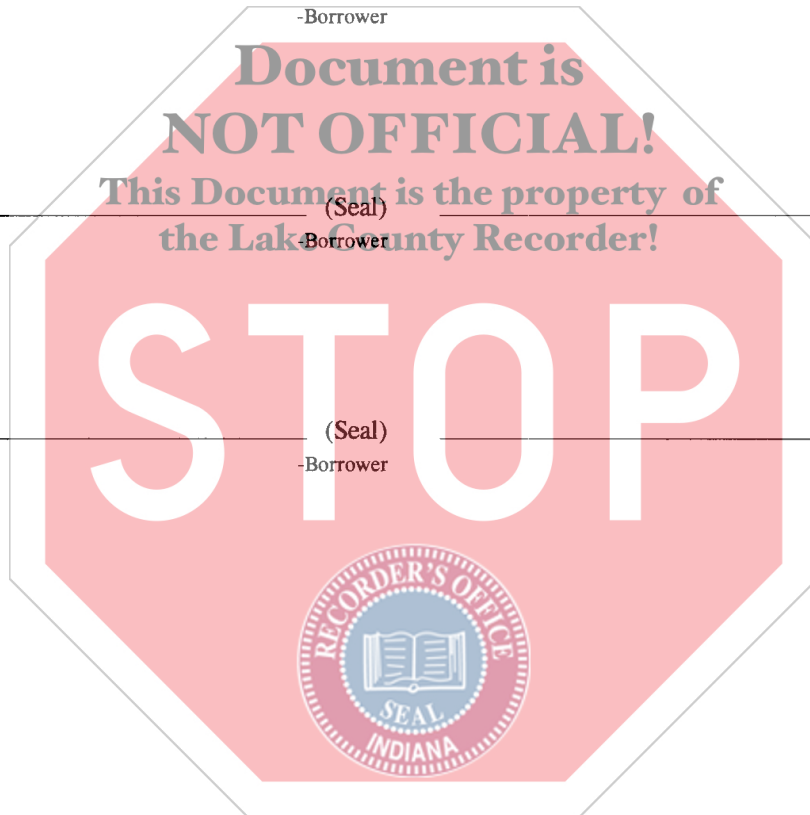 -Borrower
Document is
NOT OFFICIAL!
This Document is the property of
(Seal)
the Lake County Recorder!
-Borrower
STOP
(Seal)
-Borrower
RECORDER'S OFFICE
SEAL
INDIANA